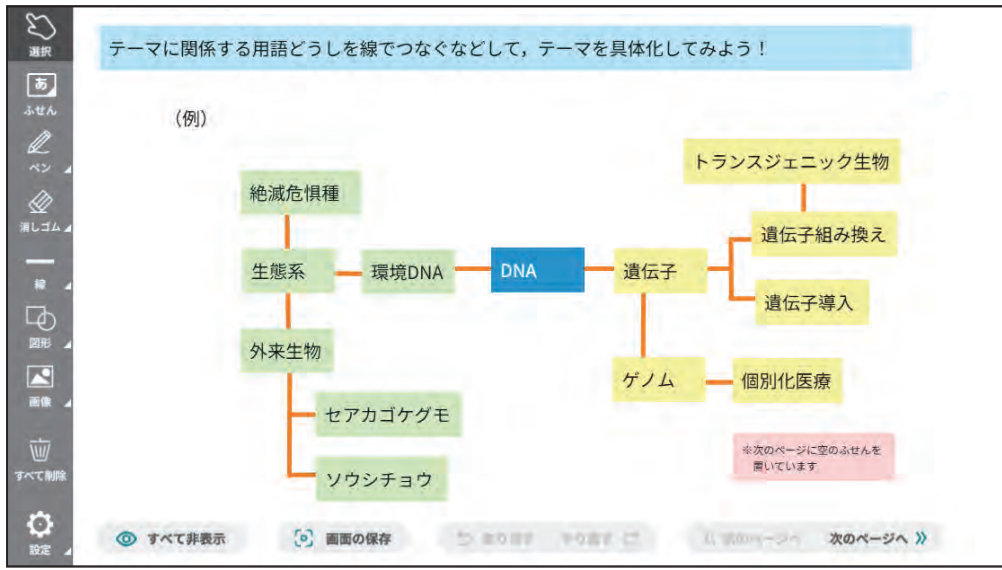 選択
テーマに関係する用語どうしを線でつなぐなどして，テーマを具体化してみよう！
あ
ふせん
ペン
消しゴム
線
図形
画像
すべて削除
設定
（例）
トランスジェニック生物
絶滅危惧種
遺伝子組み換え
生態系
環境DNA
DNA
遺伝子
遺伝子導入
外来生物
ゲノム
個別化医療
セアカゴケグモ
ソウシチョウ
※次のページに空のふせんを
置いています
すべて非表示
画面の保存
次のページへ